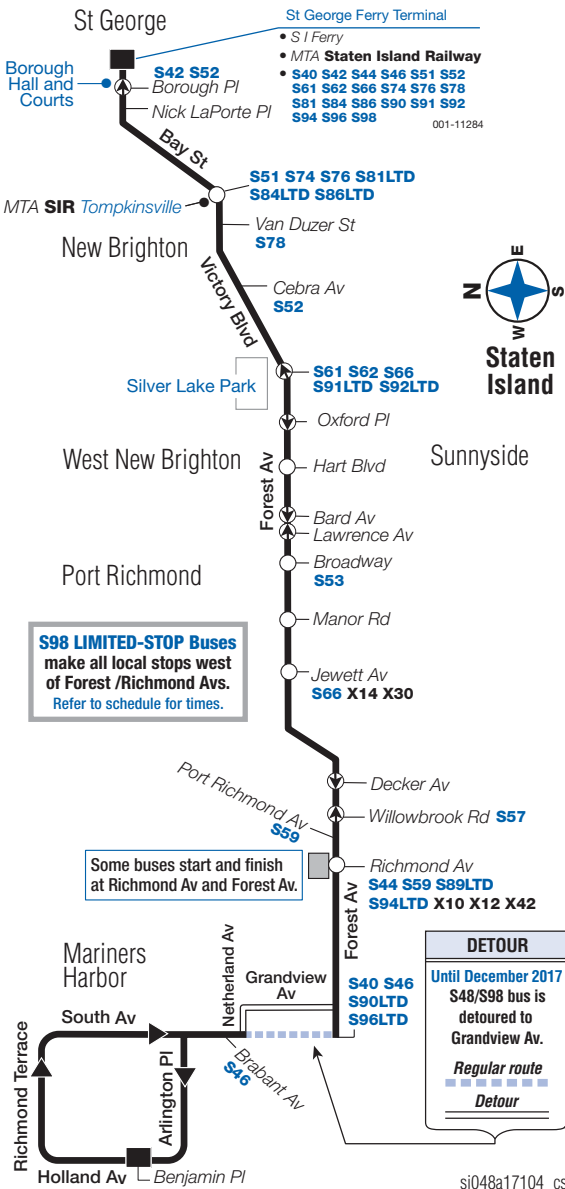 St George
St George Ferry Terminal
• S I Ferry
• MTA Staten Island Railway
• S40 S42 S44 S46 S51 S52
S61 S62 S66 S74 S76 S78
S81 S84 S86 S90 S91 S92
S94 S96 S98
001-11284
Borough
Hall and
Courts
S42 S52
Borough Pl
Nick LaPorte Pl
Bay St
S51 S74 S76 S81LTD
S84LTD S86LTD
MTA SIR Tompkinsville
Van Duzer St
S78
New Brighton
Victory Blvd
Cebra Av
S52
N
E
S
W
Staten
Island
S61 S62 S66
S91LTD S92LTD
Silver Lake Park
Oxford Pl
West New Brighton
Hart Blvd
Sunnyside
Forest Av
Bard Av
Lawrence Av
Broadway
S53
Port Richmond
Manor Rd
S98 LIMITED-STOP Buses
make all local stops west
of Forest /Richmond Avs.
Refer to schedule for times.
Jewett Av
S66 X14 X30
Decker Av
Port Richmond Av
S59
Willowbrook Rd S57
Some buses start and finish
at Richmond Av and Forest Av.
Richmond Av
S44 S59 S89LTD
S94LTD X10 X12 X42
Forest Av
Mariners
Harbor
Netherland Av
Grandview
Av
S40 S46
S90LTD
S96LTD
DETOUR
Until December 2017
S48/S98 bus is
detoured to
Grandview Av.
Regular route
Detour
South Av
Richmond Terrace
Arlington Pl
Brabant Av
S46
Holland Av
Benjamin Pl
si048a17104 cs